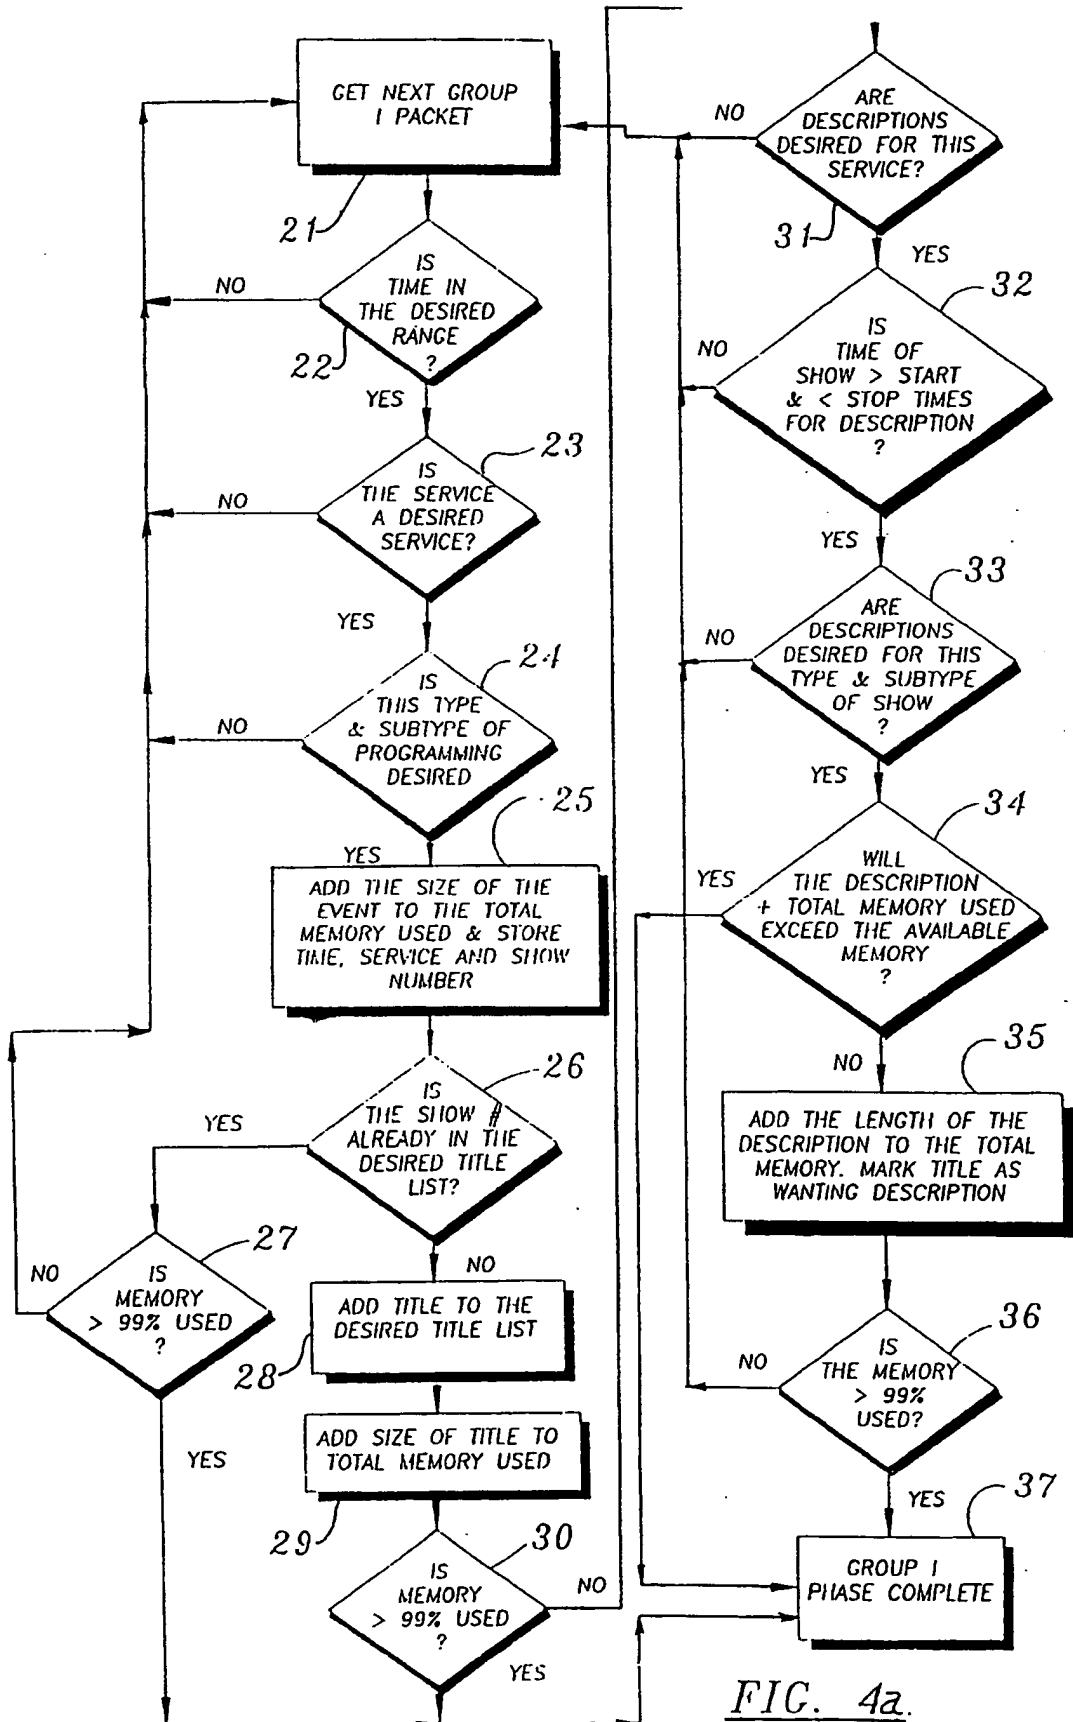 GET NEXT GROUP
I PACKET
21
IS
TIME IN
THE DESIRED
RANGE
?
22
NO
YES
IS
THE SERVICE
A DESIRED
SERVICE?
23
NO
YES
IS
THIS TYPE
& SUBTYPE OF
PROGRAMMING
DESIRED
24
NO
YES
25
ADD THE SIZE OF THE
EVENT TO THE TOTAL
MEMORY USED & STORE
TIME, SERVICE AND SHOW
NUMBER
26
IS
THE SHOW #
ALREADY IN THE
DESIRED TITLE
LIST?
YES
NO
27
IS
MEMORY
> 99% USED
?
NO
YES
ADD TITLE TO THE
DESIRED TITLE LIST
28
ADD SIZE OF TITLE TO
TOTAL MEMORY USED
29
30
IS
MEMORY
> 99% USED
?
NO
YES
ARE
DESCRIPTIONS
DESIRED FOR THIS
SERVICE?
31
NO
YES
32
IS
TIME OF
SHOW > START
& < STOP TIMES
FOR DESCRIPTION
?
NO
YES
33
ARE
DESCRIPTIONS
DESIRED FOR THIS
TYPE & SUBTYPE
OF SHOW
?
NO
YES
34
WILL
THE DESCRIPTION
+ TOTAL MEMORY USED
EXCEED THE AVAILABLE
MEMORY
?
YES
NO
35
ADD THE LENGTH OF THE
DESCRIPTION TO THE TOTAL
MEMORY. MARK TITLE AS
WANTING DESCRIPTION
36
IS
THE MEMORY
> 99%
USED?
NO
YES
37
GROUP I
PHASE COMPLETE
FIG. 4a.